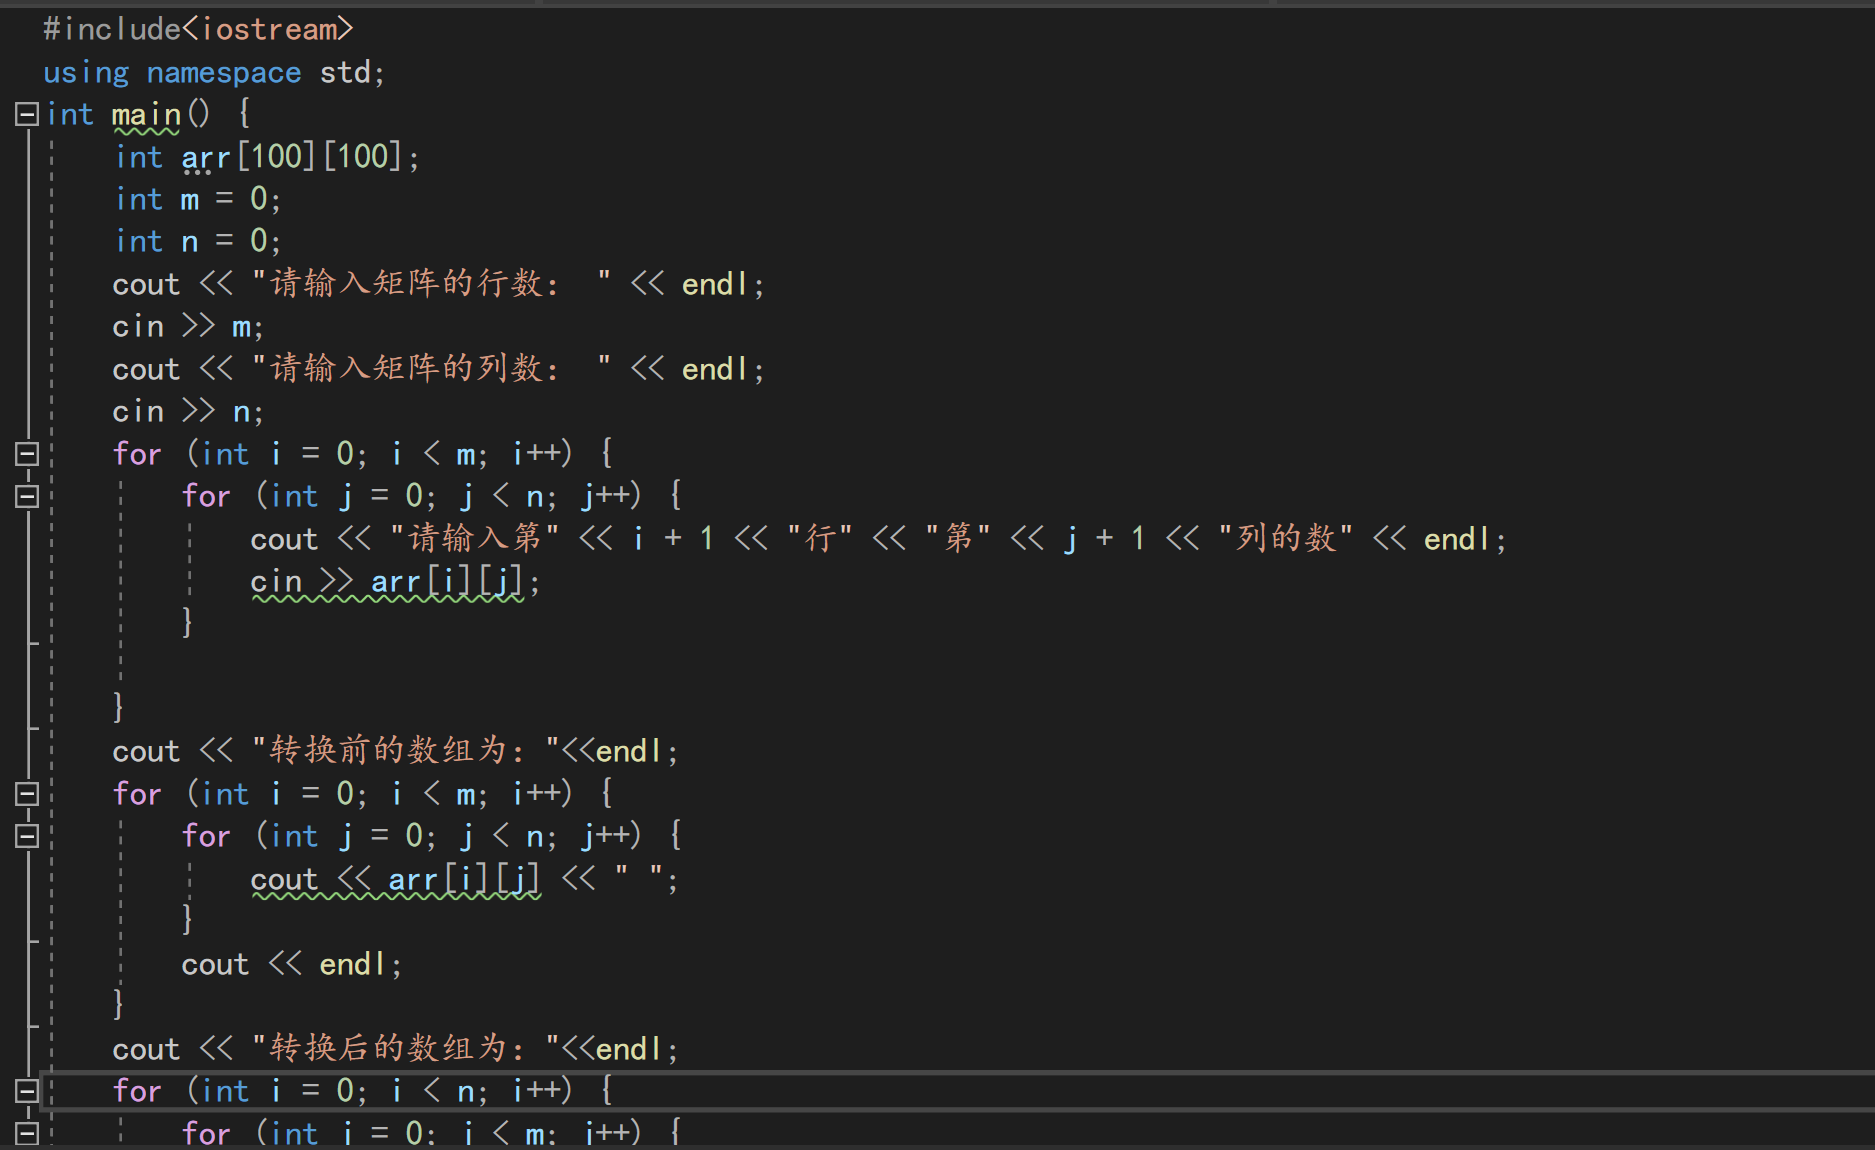 #include<iostream>
using namespace std;
int main() {
    int arr[100][100];
    int m = 0;
    int n = 0;
    cout << "请输入矩阵的行数： " << endl;
    cin >> m;
    cout << "请输入矩阵的列数： " << endl;
    cin >> n;
    for (int i = 0; i < m; i++) {
        for (int j = 0; j < n; j++) {
            cout << "请输入第" << i + 1 << "行" << "第" << j + 1 << "列的数" << endl;
            cin >> arr[i][j];
        }
    }
    cout << "转换前的数组为："<<endl;
    for (int i = 0; i < m; i++) {
        for (int j = 0; j < n; j++) {
            cout << arr[i][j] << " ";
        }
        cout << endl;
    }
    cout << "转换后的数组为："<<endl;
    for (int i = 0; i < n; i++) {
        for (int j = 0; j < m; j++) {